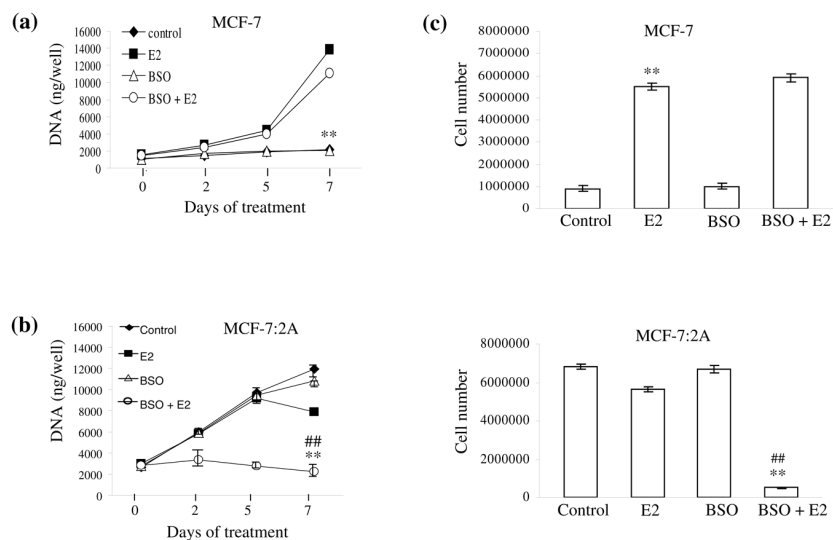 (a)
MCF-7
16000
14000
12000
10000
8000
6000
4000
2000
0
DNA (ng/well)
control
E2
BSO
BSO + E2
**
0 2 5 7
Days of treatment
(c)
MCF-7
8000000
7000000
6000000
5000000
4000000
3000000
2000000
1000000
0
Cell number
**
Control E2 BSO BSO + E2
(b)
MCF-7:2A
16000
14000
12000
10000
8000
6000
4000
2000
0
DNA (ng/well)
Control
E2
BSO
BSO + E2
##
**
0 2 5 7
Days of treatment
MCF-7:2A
8000000
6000000
4000000
2000000
0
Cell number
##
**
Control E2 BSO BSO + E2